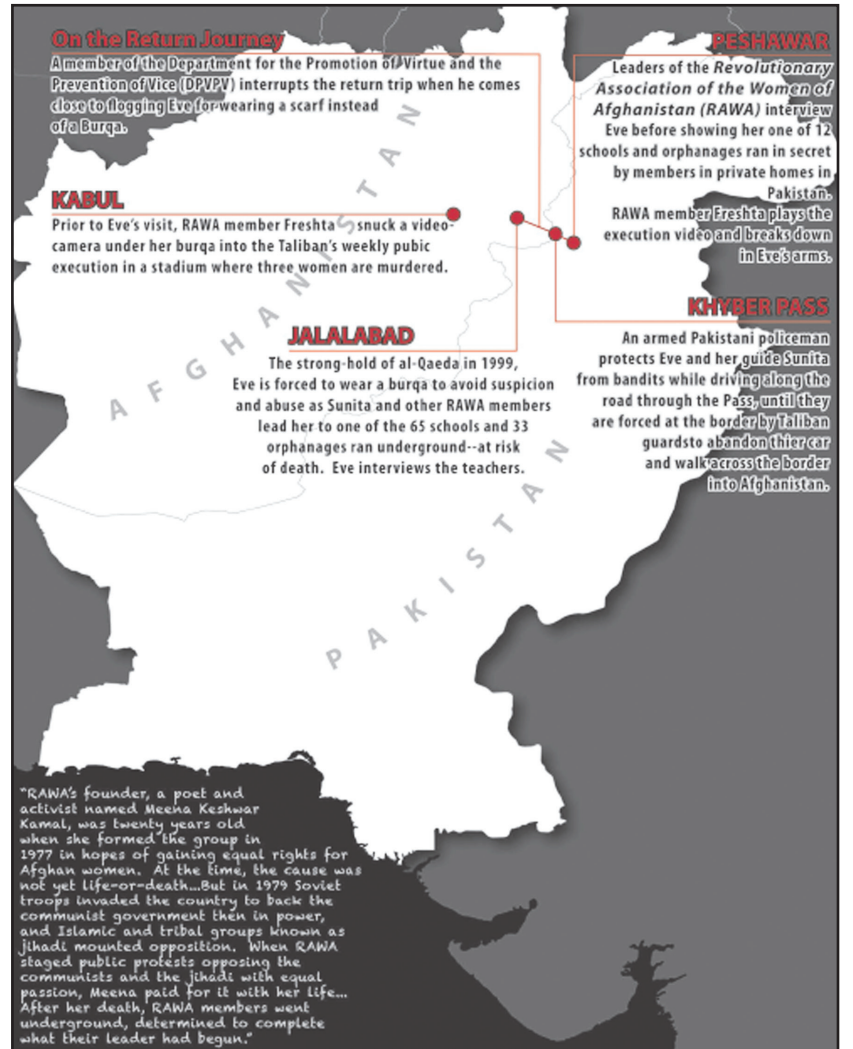 On the Return Journey
A member of the Department for the Promotion of Virtue and the
Prevention of Vice (DPVPV) interrupts the return trip when he comes
close to flogging Eve for wearing a scarf instead
of a Burqa.
PESHAWAR
Leaders of the Revolutionary
Association of the Women of
Afghanistan (RAWA) interview
Eve before showing her one of 12
schools and orphanages ran in secret
by members in private homes in
Pakistan.
RAWA member Freshta plays the
execution video and breaks down
in Eve's arms.
KABUL
Prior to Eve's visit, RAWA member Freshta snuck a video-
camera under her burqa into the Taliban's weekly pubic
execution in a stadium where three women are murdered.
KHYBER PASS
An armed Pakistani policeman
protects Eve and her guide Sunita
from bandits while driving along the
road through the Pass, until they
are forced at the border by Taliban
guardsto abandon thier car
and walk across the border
into Afghanistan.
JALALABAD
The strong-hold of al-Qaeda in 1999,
Eve is forced to wear a burqa to avoid suspicion
and abuse as Sunita and other RAWA members
lead her to one of the 65 schools and 33
orphanages ran underground--at risk
of death. Eve interviews the teachers.
AFGHANISTAN
PAKISTAN
"RAWA's founder, a poet and
activist named Meena Keshwar
Kamal, was twenty years old
when she formed the group in
1977 in hopes of gaining equal rights for
Afghan women. At the time, the cause was
not yet life-or-death...But in 1979 Soviet
troops invaded the country to back the
communist government then in power,
and Islamic and tribal groups known as
jihadi mounted opposition. When RAWA
staged public protests opposing the
communists and the jihadi with equal
passion, Meena paid for it with her life...
After her death, RAWA members went
underground, determined to complete
what their leader had begun."